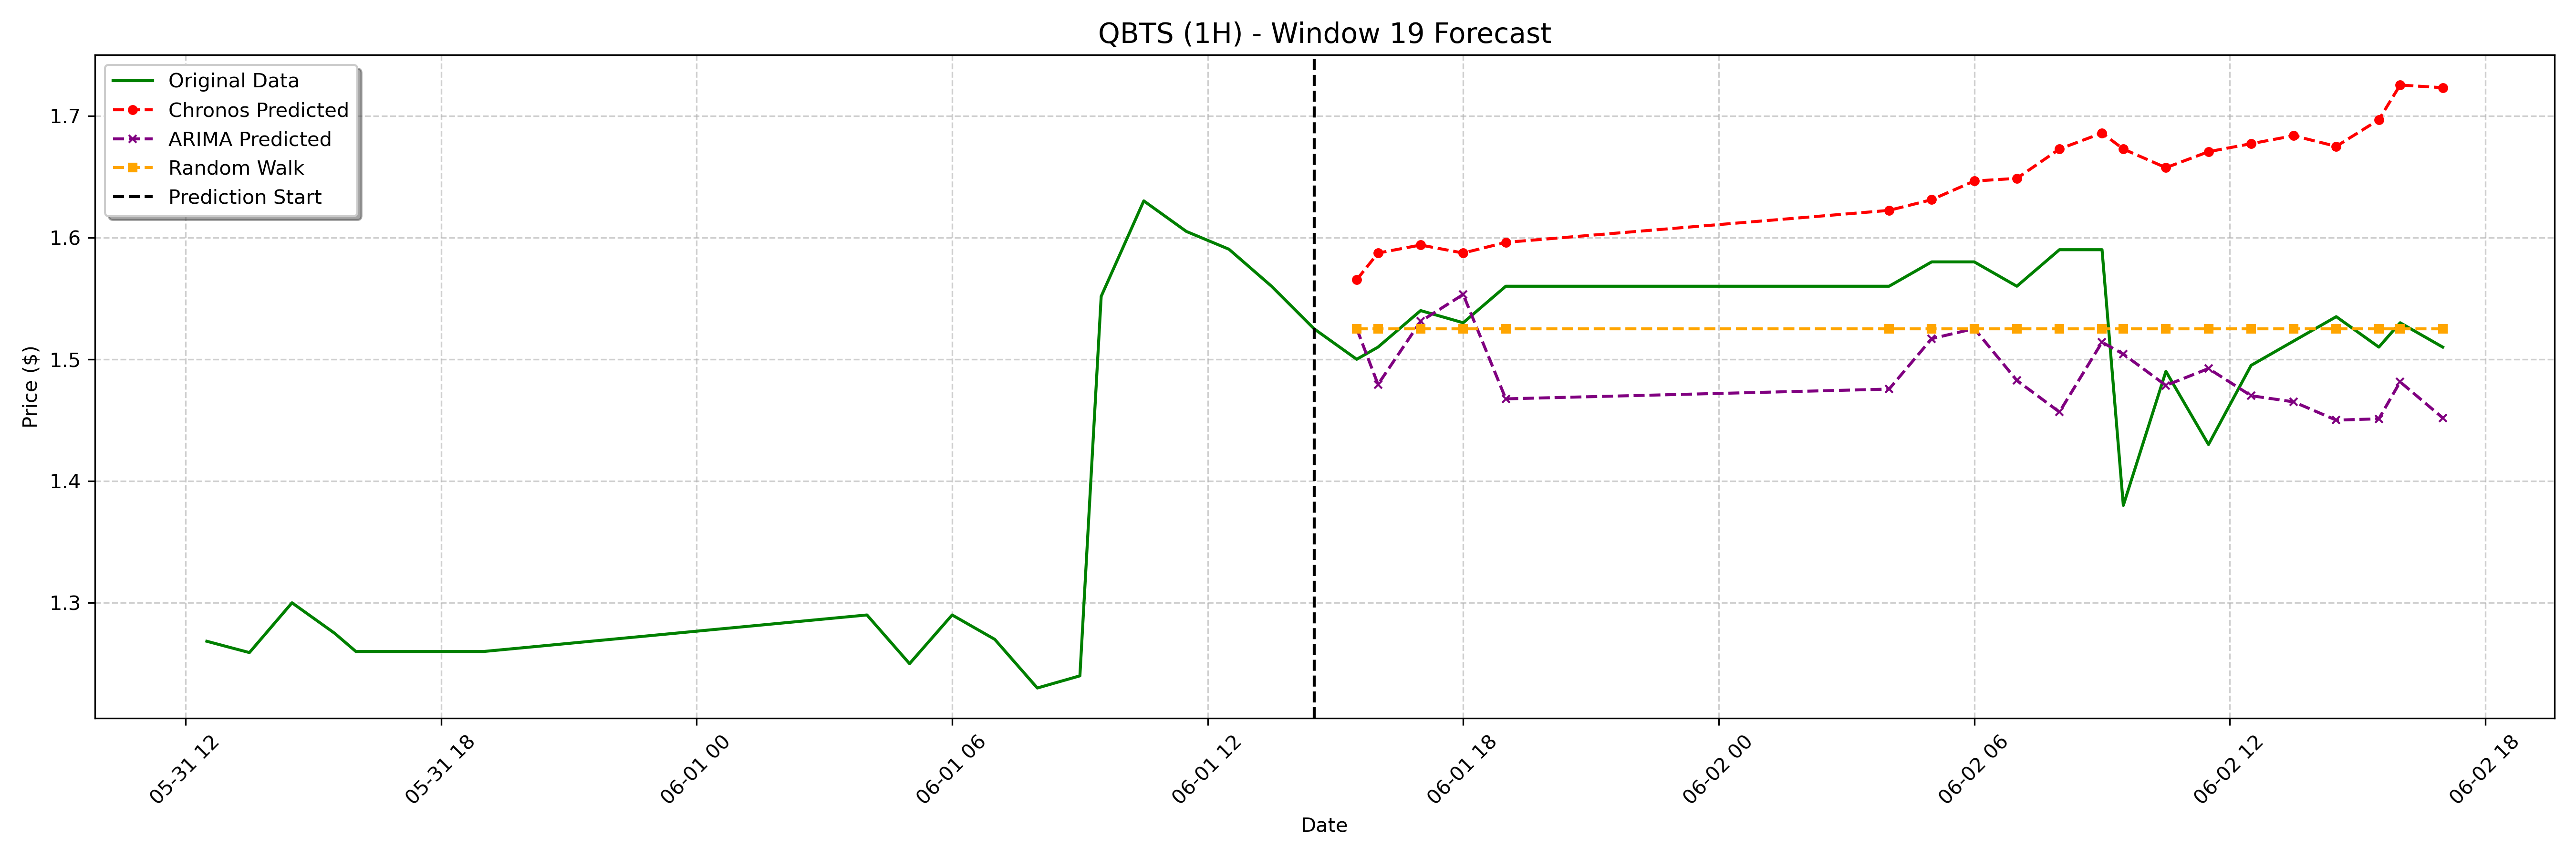 QBTS (1H) - Window 19 Forecast
Original Data
Chronos Predicted
ARIMA Predicted
Random Walk
Prediction Start
Price ($)
1.7
1.6
1.5
1.4
1.3
05-31 12
05-31 18
06-01 00
06-01 06
06-01 12
06-01 18
06-02 00
06-02 06
06-02 12
06-02 18
Date